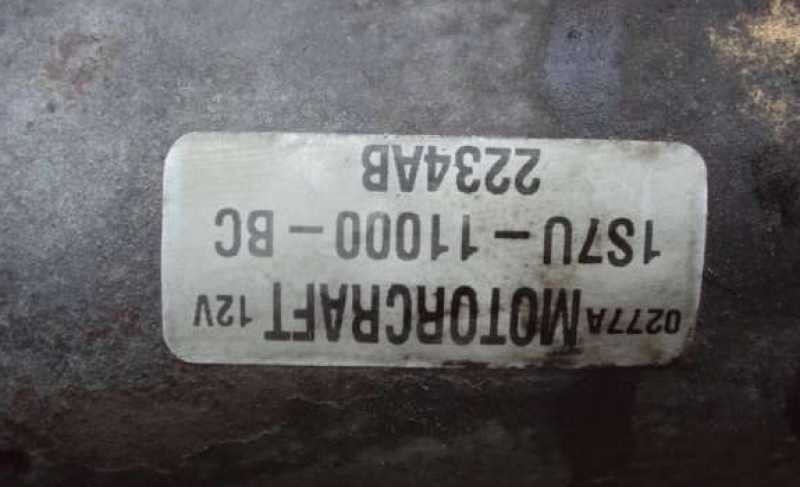 0277A MOTORCRAFT 12V
1S7U-11000-BC
2234AB